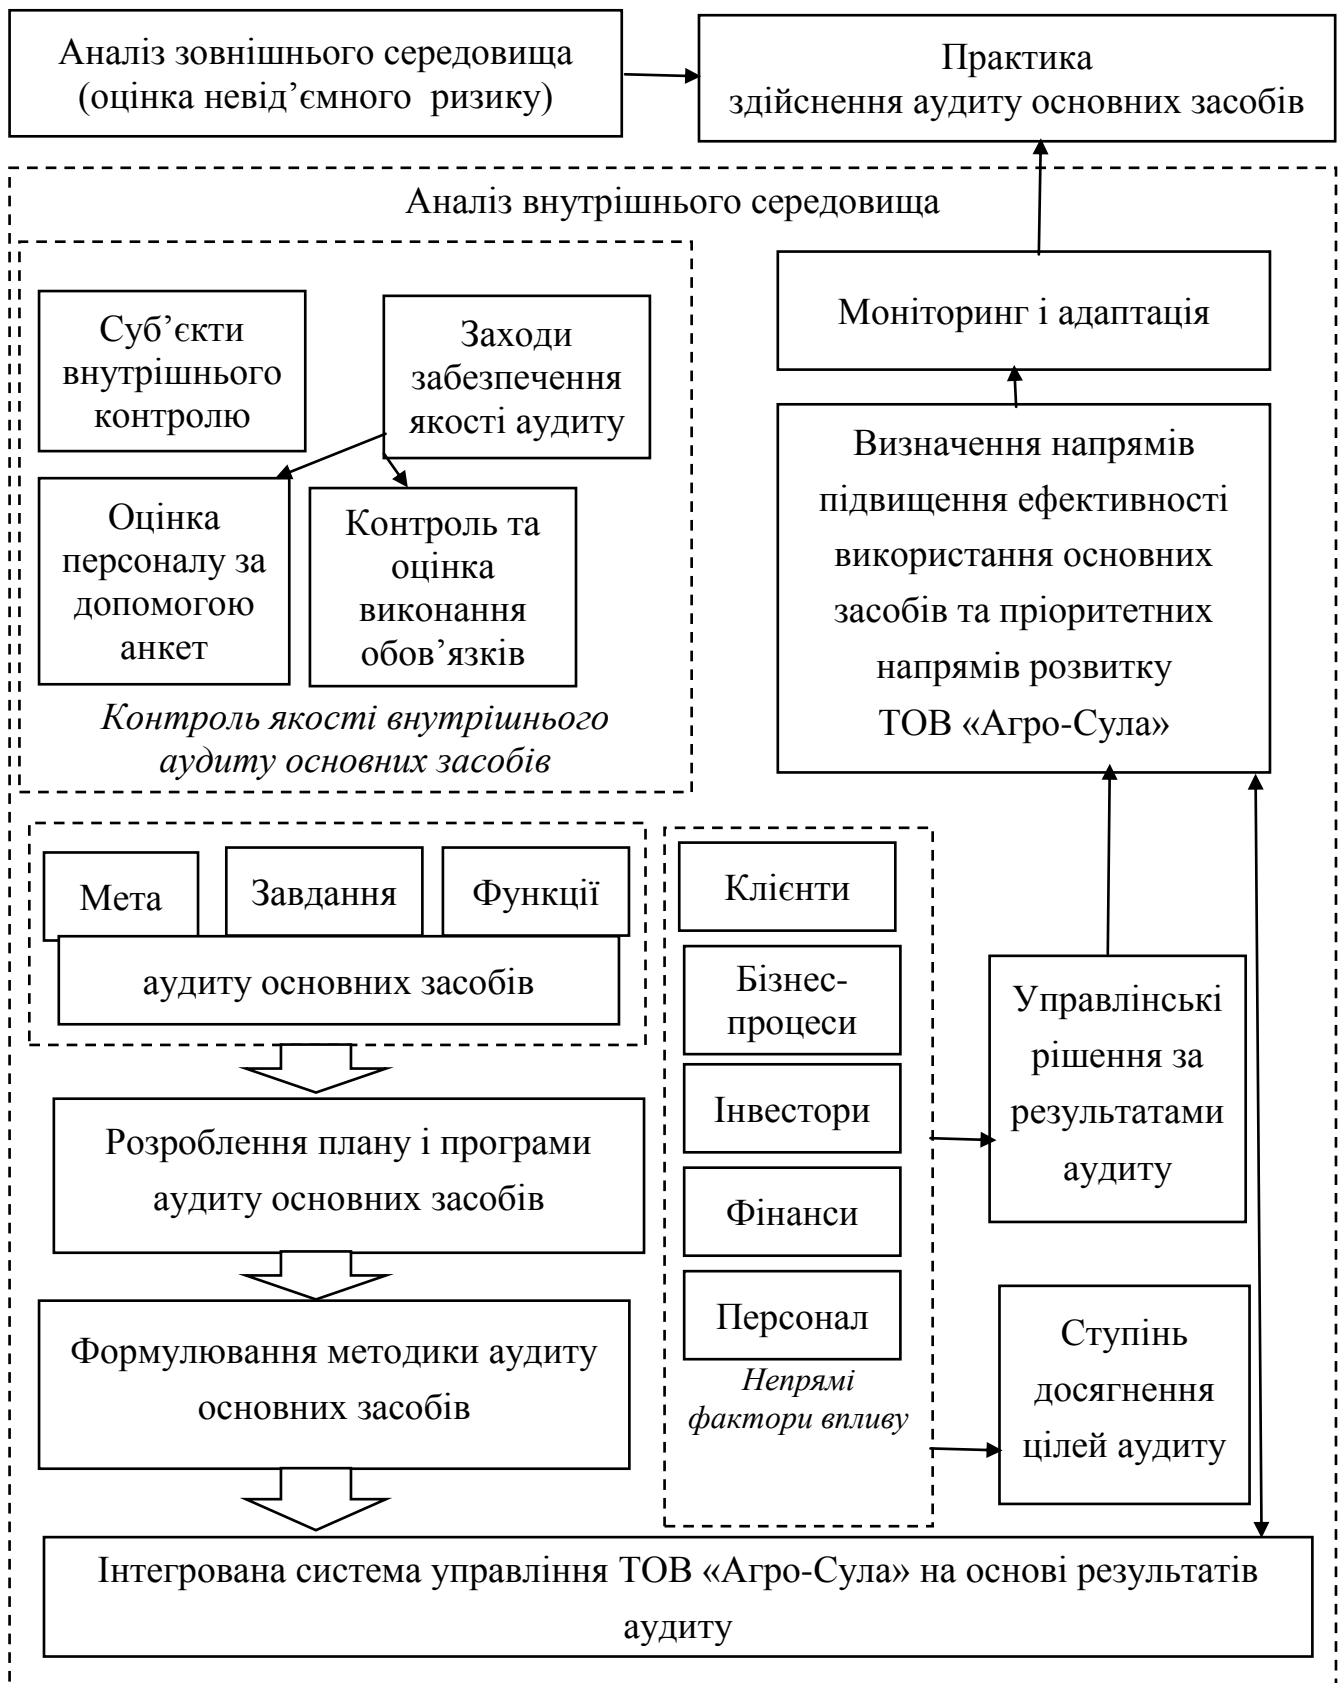 Аналіз зовнішнього середовища
(оцінка невід’ємного ризику)
Практика
здійснення аудиту основних засобів
Аналіз внутрішнього середовища
Суб’єкти
внутрішнього
контролю
Заходи
забезпечення
якості аудиту
Оцінка
персоналу за
допомогою
анкет
Контроль та
оцінка
виконання
обов’язків
Контроль якості внутрішнього
аудиту основних засобів
Моніторинг і адаптація
Визначення напрямів
підвищення ефективності
використання основних
засобів та пріоритетних
напрямів розвитку
ТОВ «Агро-Сула»
Мета
Завдання
Функції
аудиту основних засобів
Розроблення плану і програми
аудиту основних засобів
Формулювання методики аудиту
основних засобів
Клієнти
Бізнес-
процеси
Інвестори
Фінанси
Персонал
Непрямі
фактори впливу
Управлінські
рішення за
результатами
аудиту
Ступінь
досягнення
цілей аудиту
Інтегрована система управління ТОВ «Агро-Сула» на основі результатів
аудиту